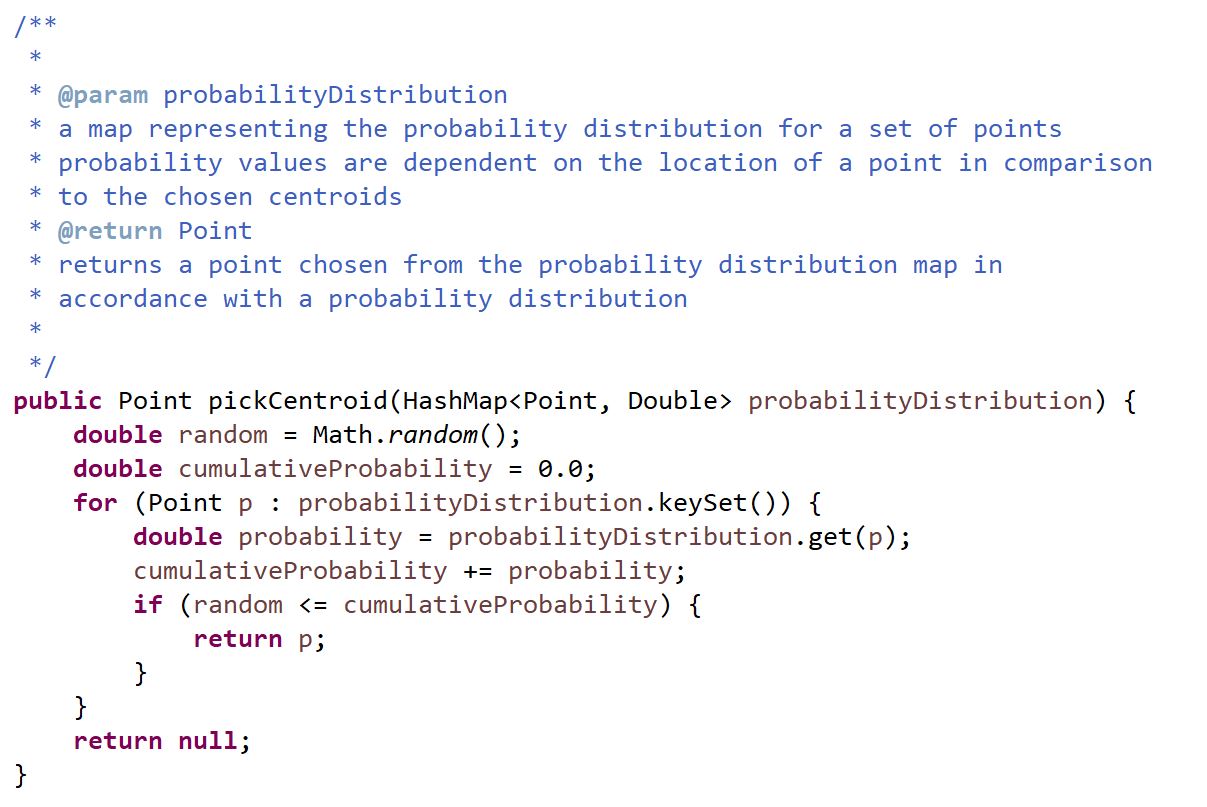 /**
 *
 * @param probabilityDistribution
 * a map representing the probability distribution for a set of points
 * probability values are dependent on the location of a point in comparison
 * to the chosen centroids
 * @return Point
 * returns a point chosen from the probability distribution map in
 * accordance with a probability distribution
 *
 */
public Point pickCentroid(HashMap<Point, Double> probabilityDistribution) {
    double random = Math.random();
    double cumulativeProbability = 0.0;
    for (Point p : probabilityDistribution.keySet()) {
        double probability = probabilityDistribution.get(p);
        cumulativeProbability += probability;
        if (random <= cumulativeProbability) {
            return p;
        }
    }
    return null;
}